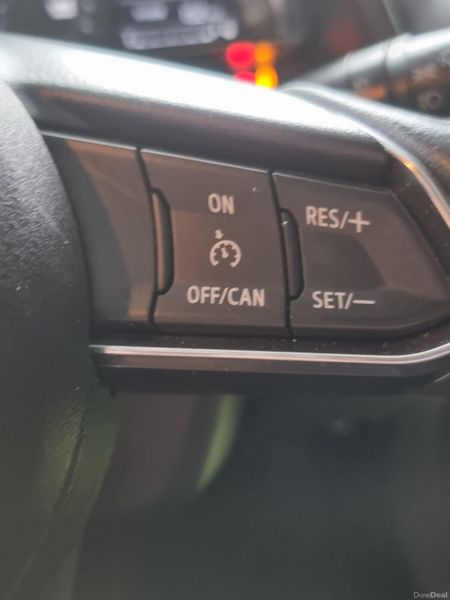 ON
RES/+
OFF/CAN
SET/—
DoneDeal